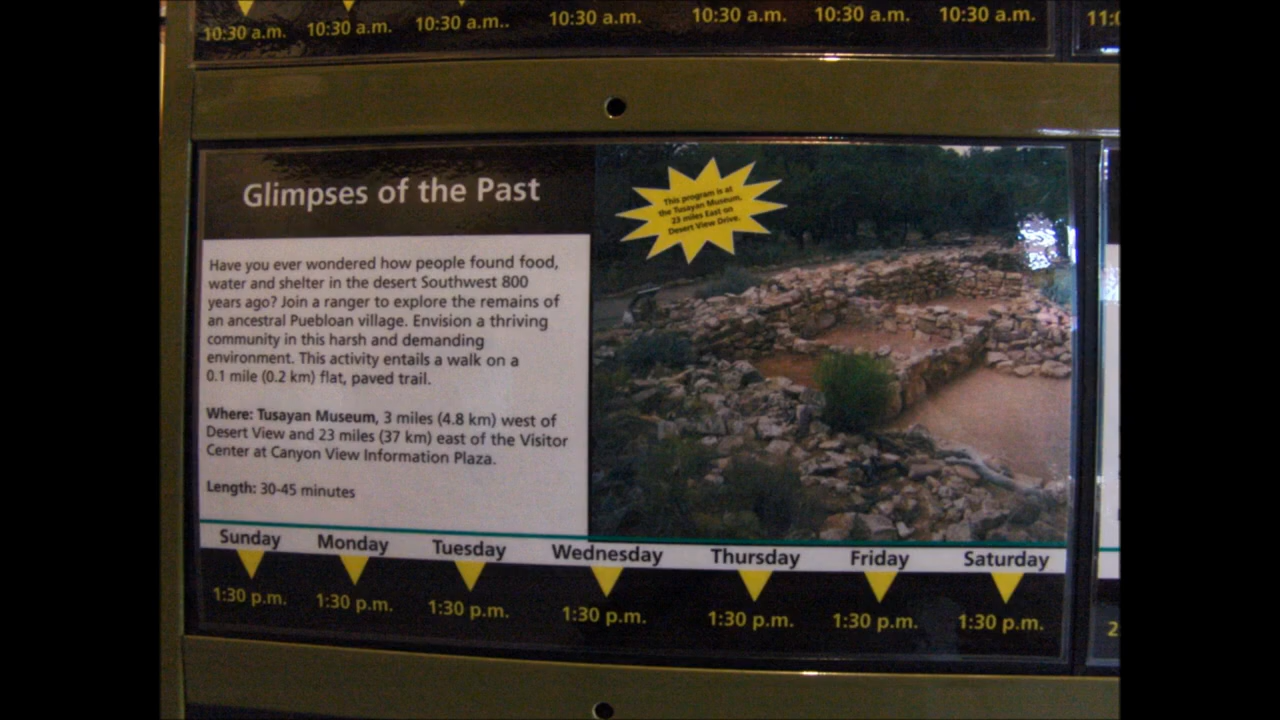 10:30 a.m. 10:30 a.m. 10:30 a.m.. 10:30 a.m. 10:30 a.m. 10:30 a.m. 10:30 a.m.
Glimpses of the Past
This program is at
the Tusayan Museum,
23 miles East on
Desert View Drive.
Have you ever wondered how people found food,
water and shelter in the desert Southwest 800
years ago? Join a ranger to explore the remains of
an ancestral Puebloan village. Envision a thriving
community in this harsh and demanding
environment. This activity entails a walk on a
0.1 mile (0.2 km) flat, paved trail.
Where: Tusayan Museum, 3 miles (4.8 km) west of
Desert View and 23 miles (37 km) east of the Visitor
Center at Canyon View Information Plaza.
Length: 30-45 minutes
Sunday Monday Tuesday Wednesday Thursday Friday Saturday
1:30 p.m. 1:30 p.m. 1:30 p.m. 1:30 p.m. 1:30 p.m. 1:30 p.m. 1:30 p.m.